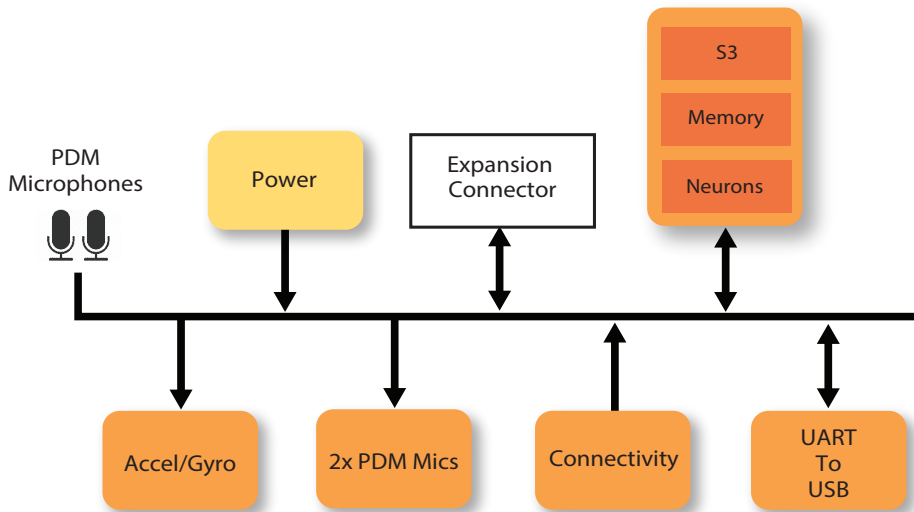 PDM
Microphones
Power
Expansion
Connector
S3
Memory
Neurons
Accel/Gyro
2x PDM Mics
Connectivity
UART
To
USB